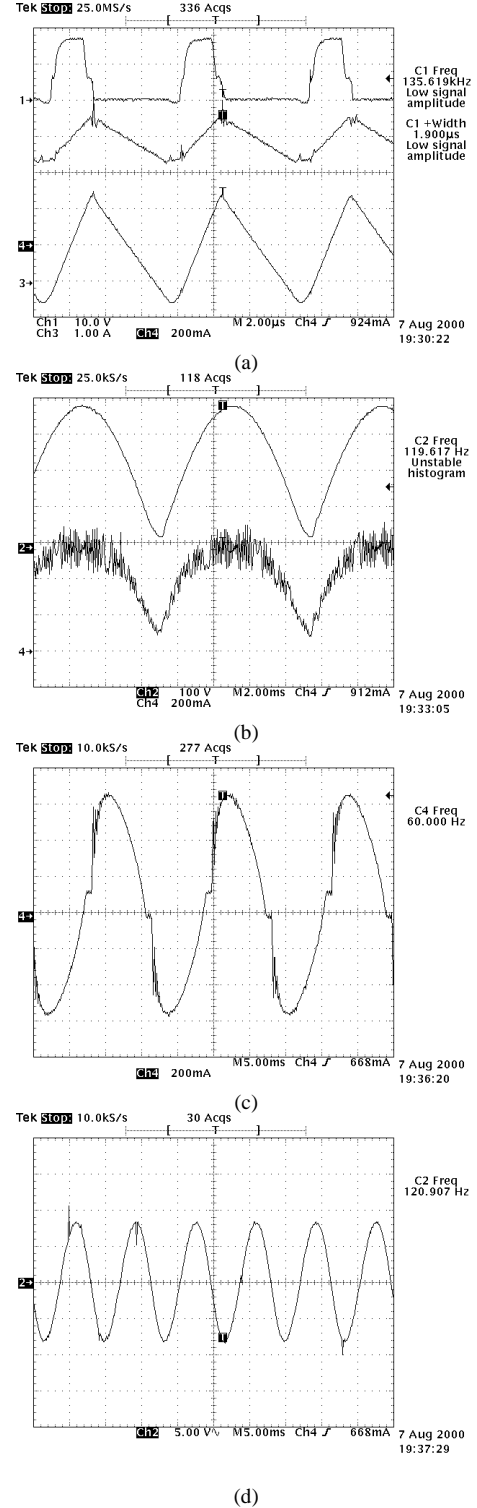 Tek Stop: 25.0MS/s 336 Acqs
[ T ]
T
C1 Freq
135.619kHz
Low signal
amplitude
1→
C1 +Width
1.900µs
Low signal
amplitude
4→
3→
Ch1 10.0 V M 2.00µs Ch4 ∫ 924mA 7 Aug 2000
Ch3 1.00 A Ch4 200mA 19:30:22
(a)
Tek Stop: 25.0kS/s 118 Acqs
[ T ]
T
C2 Freq
119.617 Hz
Unstable
histogram
2→
4→
Ch2 100 V M2.00ms Ch4 ∫ 912mA 7 Aug 2000
Ch4 200mA 19:33:05
(b)
Tek Stop: 10.0kS/s 277 Acqs
[ T ]
T
C4 Freq
60.000 Hz
4→
M5.00ms Ch4 ∫ 668mA 7 Aug 2000
Ch4 200mA 19:36:20
(c)
Tek Stop: 10.0kS/s 30 Acqs
[ T ]
C2 Freq
120.907 Hz
2→
T
Ch2 5.00 V∿ M5.00ms Ch4 ∫ 668mA 7 Aug 2000
19:37:29
(d)